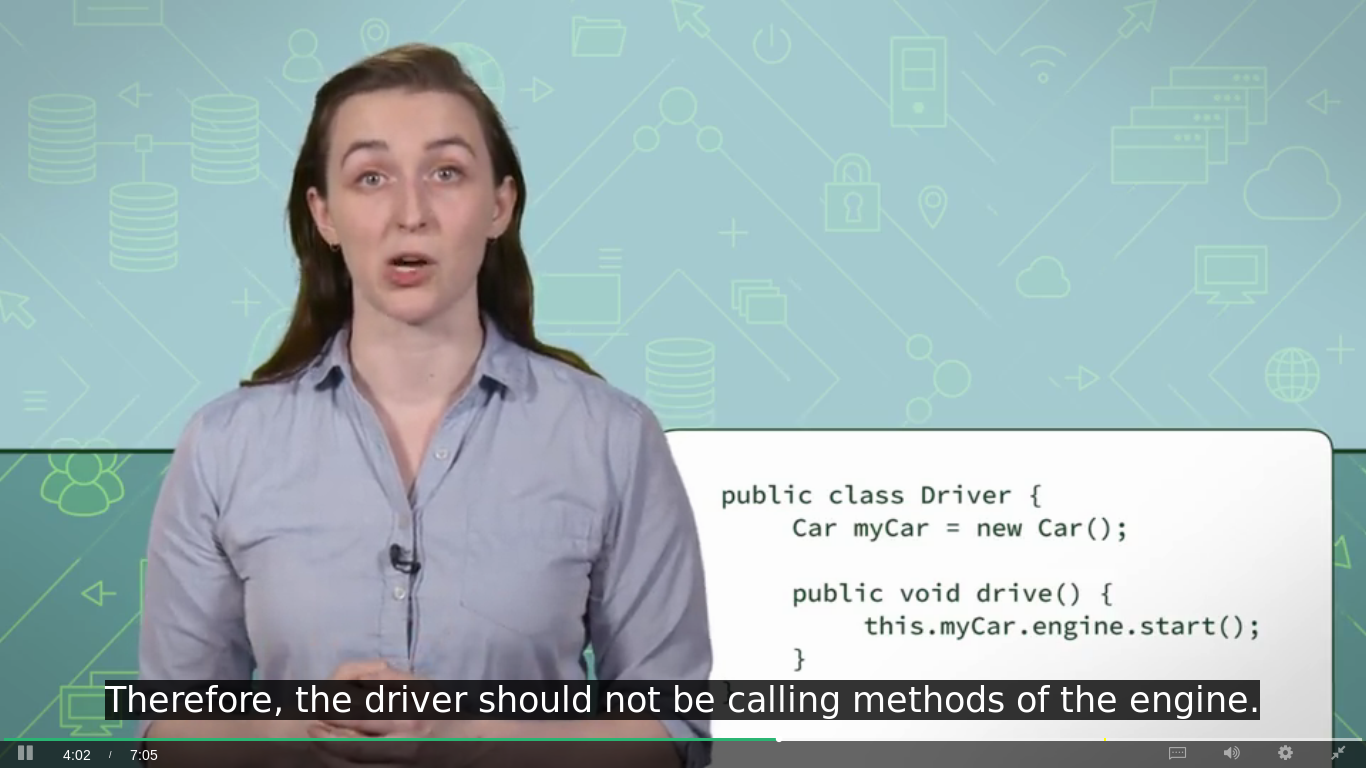 public class Driver {
Car myCar = new Car();
public void drive() {
this.myCar.engine.start();
}
}
Therefore, the driver should not be calling methods of the engine.
4:02 / 7:05